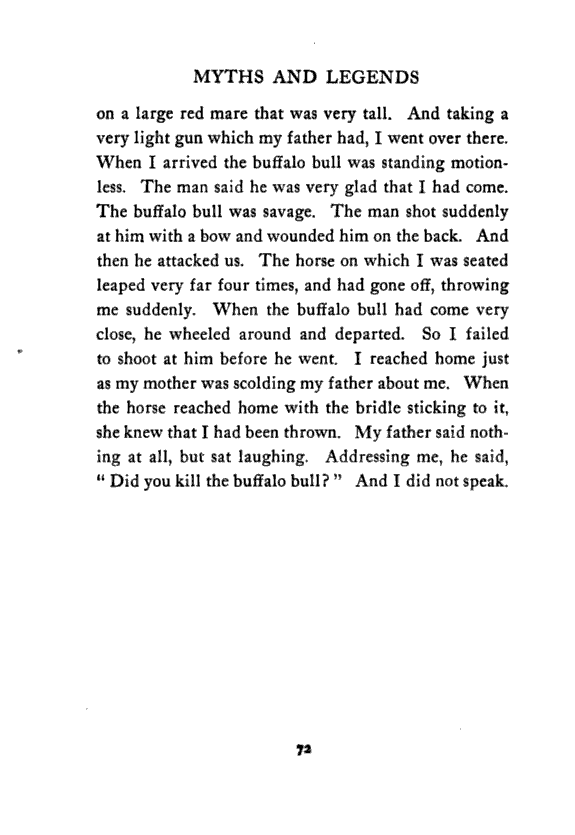 MYTHS AND LEGENDS
on a large red mare that was very tall. And taking a
very light gun which my father had, I went over there.
When I arrived the buffalo bull was standing motion-
less. The man said he was very glad that I had come.
The buffalo bull was savage. The man shot suddenly
at him with a bow and wounded him on the back. And
then he attacked us. The horse on which I was seated
leaped very far four times, and had gone off, throwing
me suddenly. When the buffalo bull had come very
close, he wheeled around and departed. So I failed
to shoot at him before he went. I reached home just
as my mother was scolding my father about me. When
the horse reached home with the bridle sticking to it,
she knew that I had been thrown. My father said noth-
ing at all, but sat laughing. Addressing me, he said,
“ Did you kill the buffalo bull? ” And I did not speak.
72